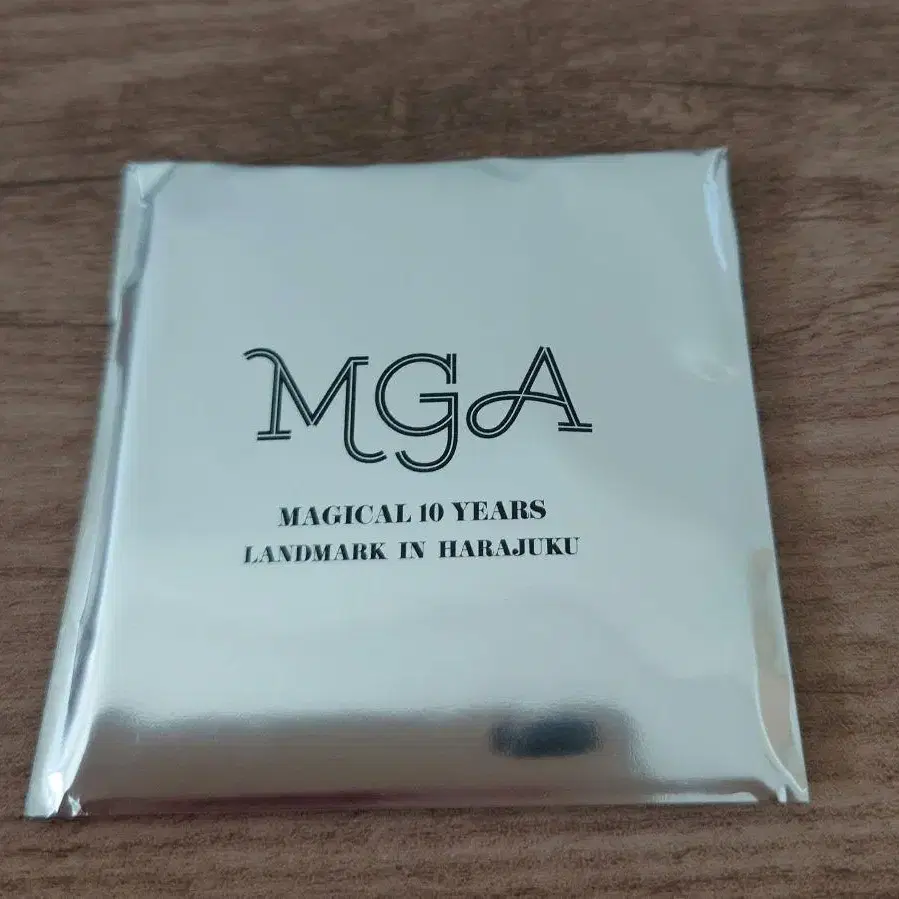 MGA
MAGICAL 10 YEARS
LANDMARK IN HARAJUKU